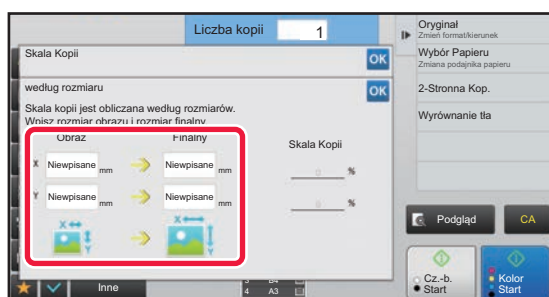 Liczba kopii 1
Skala Kopii OK
według rozmiaru OK
Skala kopii jest obliczana według rozmiarów.
Wpisz rozmiar obrazu i rozmiar finalny
Obraz Finalny
Skala Kopii
X Niewpisane mm Niewpisane mm %
Y Niewpisane mm Niewpisane mm %
X X
Y Y
Inne
4 A3
Oryginał
Zmień format/kierunek
Wybór Papieru
Zmiana podajnika papieru
2-Stronna Kop.
Wyrównanie tła
Podgląd CA
Cz.-b.
Start
Kolor
Start